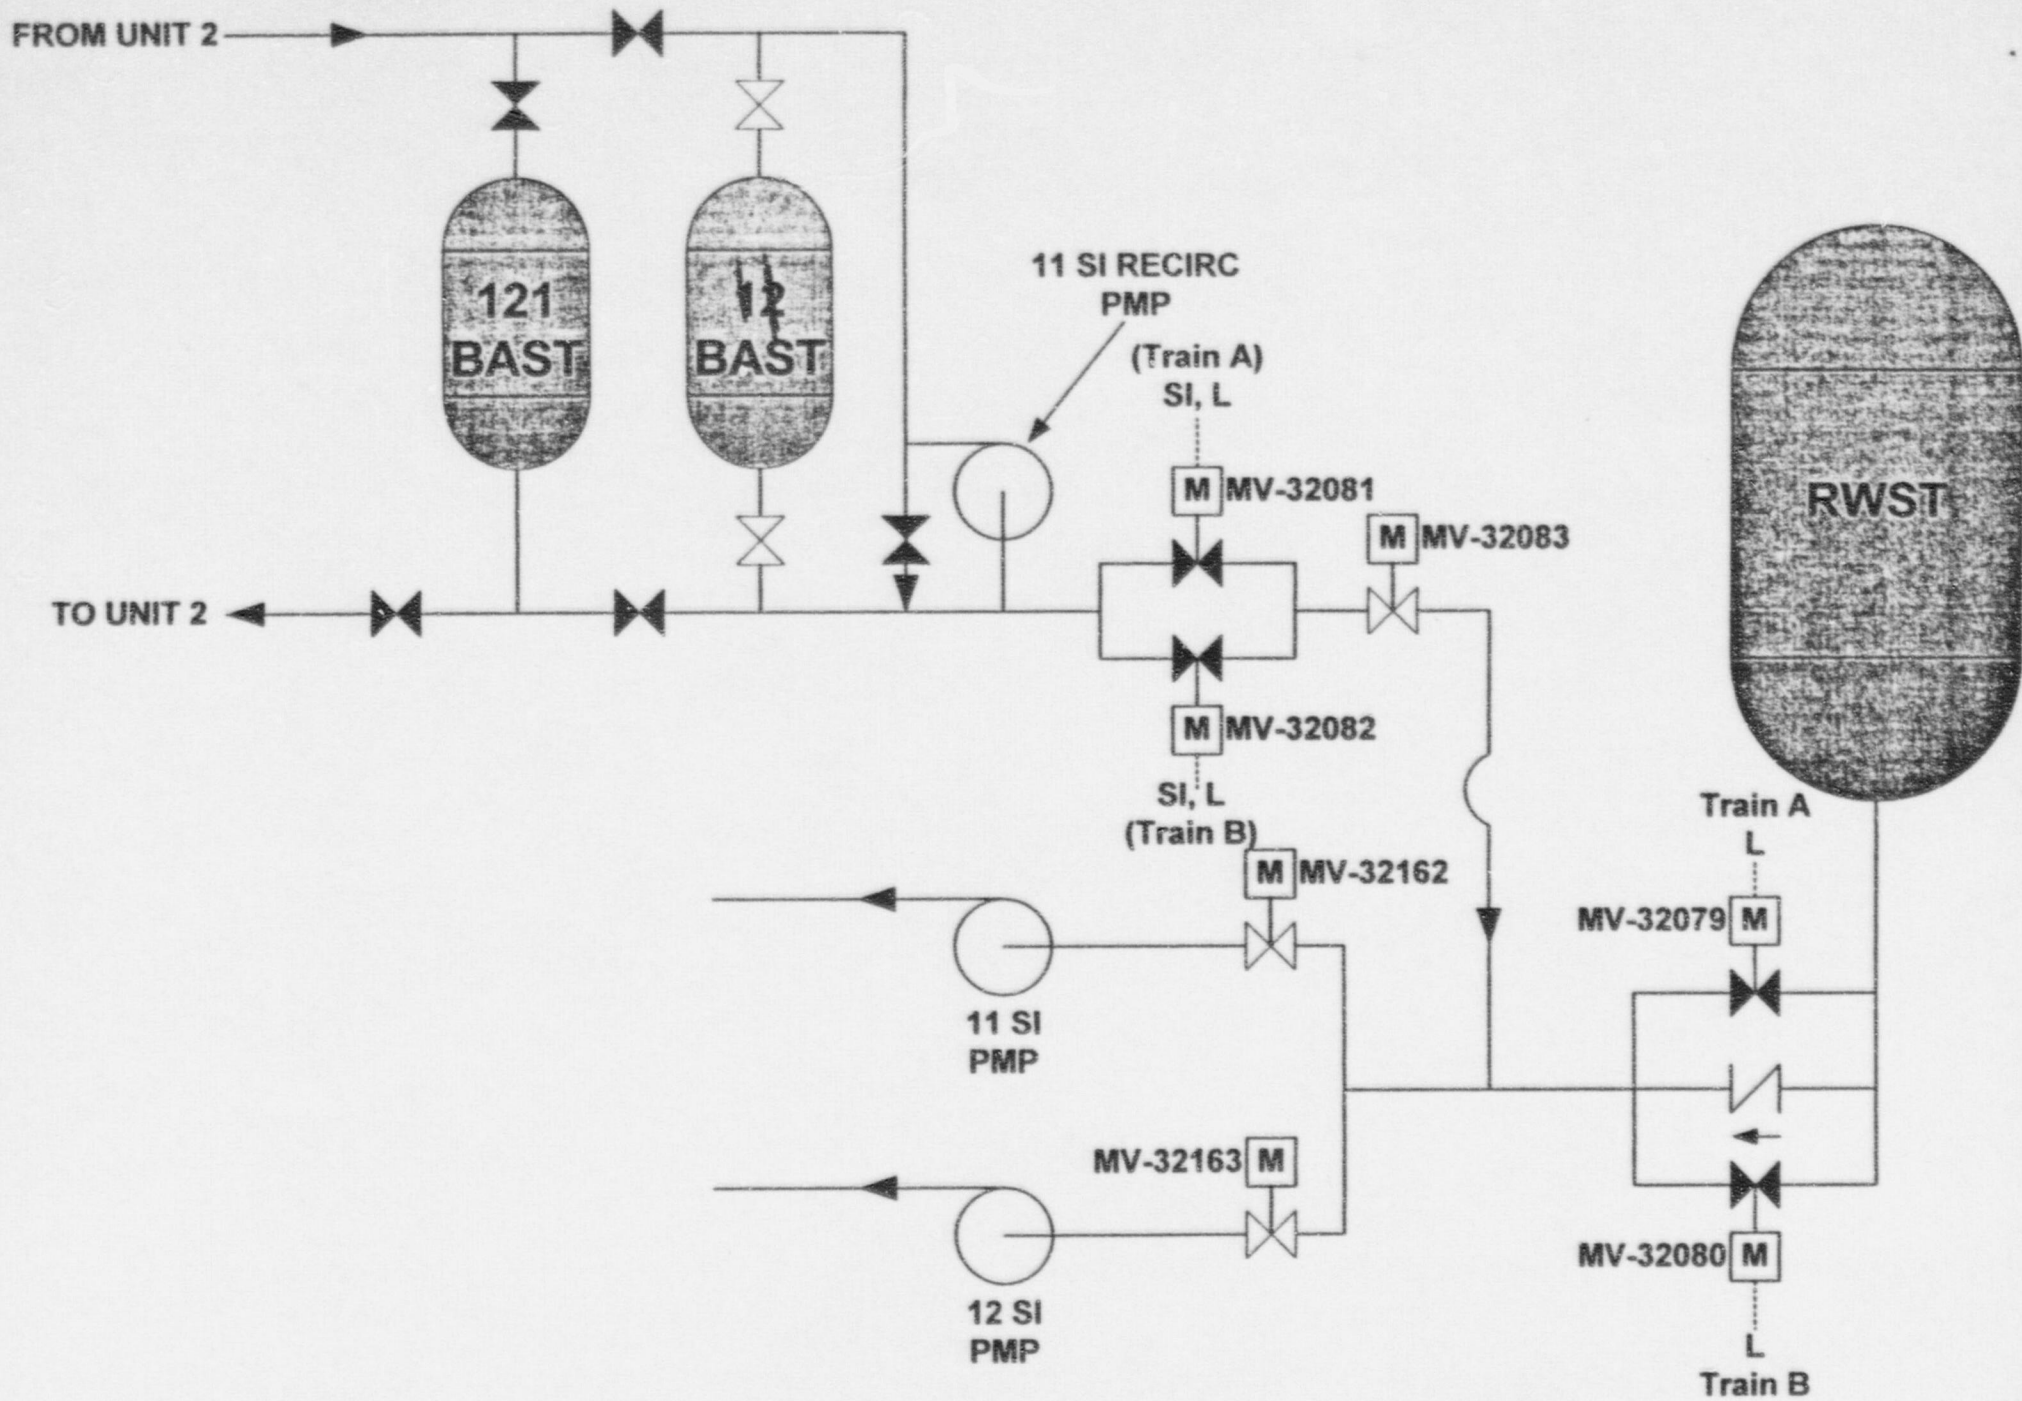 FROM UNIT 2
121
BAST
BAST
11 SI RECIRC
PMP
(Train A)
SI, L
M MV-32081
M MV-32083
RWST
TO UNIT 2
M MV-32082
SI, L
(Train B)
M MV-32162
Train A
L
MV-32079 M
11 SI
PMP
MV-32163 M
MV-32080 M
12 SI
PMP
L
Train B